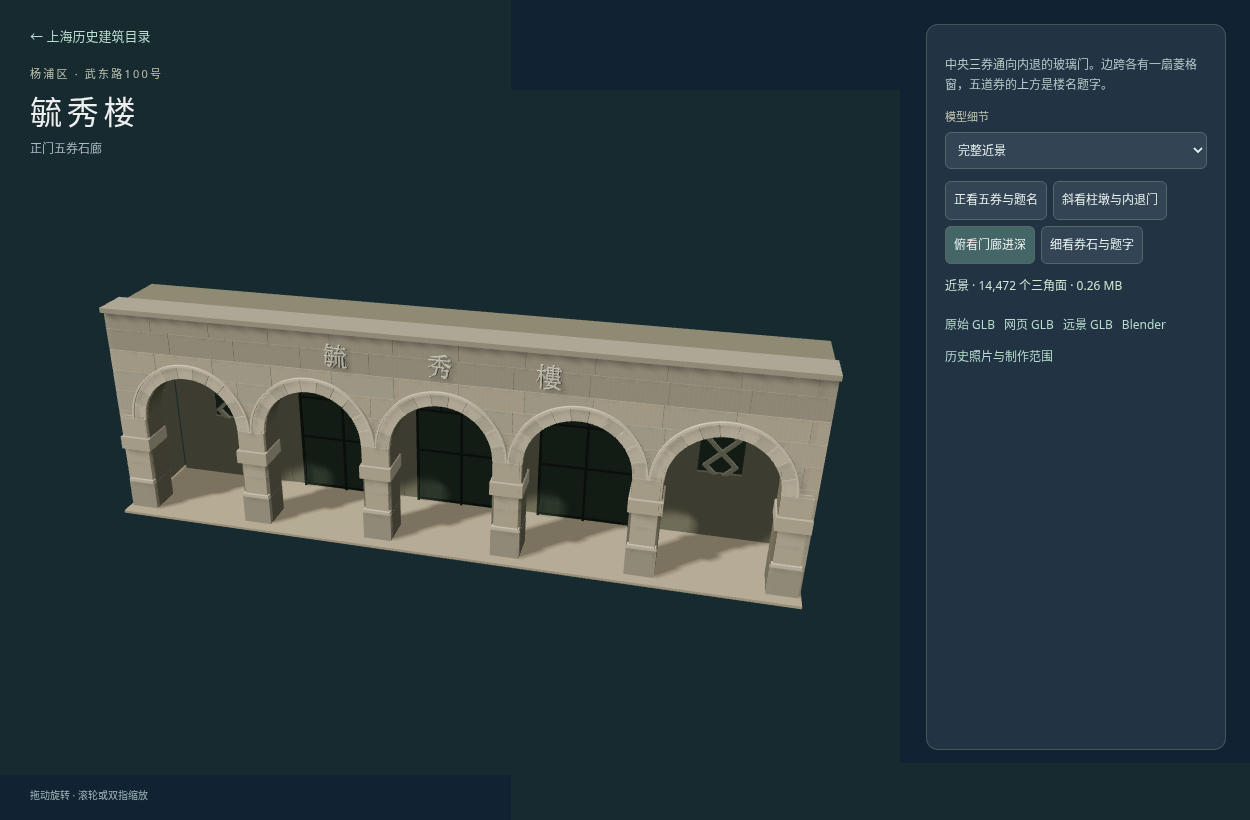 ← 上海历史建筑目录
杨浦区 · 武东路100号
毓秀楼
正门五券石廊
毓 秀 樓
拖动旋转 · 滚轮或双指缩放
中央三券通向内退的玻璃门。边跨各有一扇菱格
窗，五道券的上方是楼名题字。
模型细节
完整近景
正看五券与题名 斜看柱墩与内退门
俯看门廊进深 细看券石与题字
近景 · 14,472 个三角面 · 0.26 MB
原始 GLB 网页 GLB 远景 GLB Blender
历史照片与制作范围